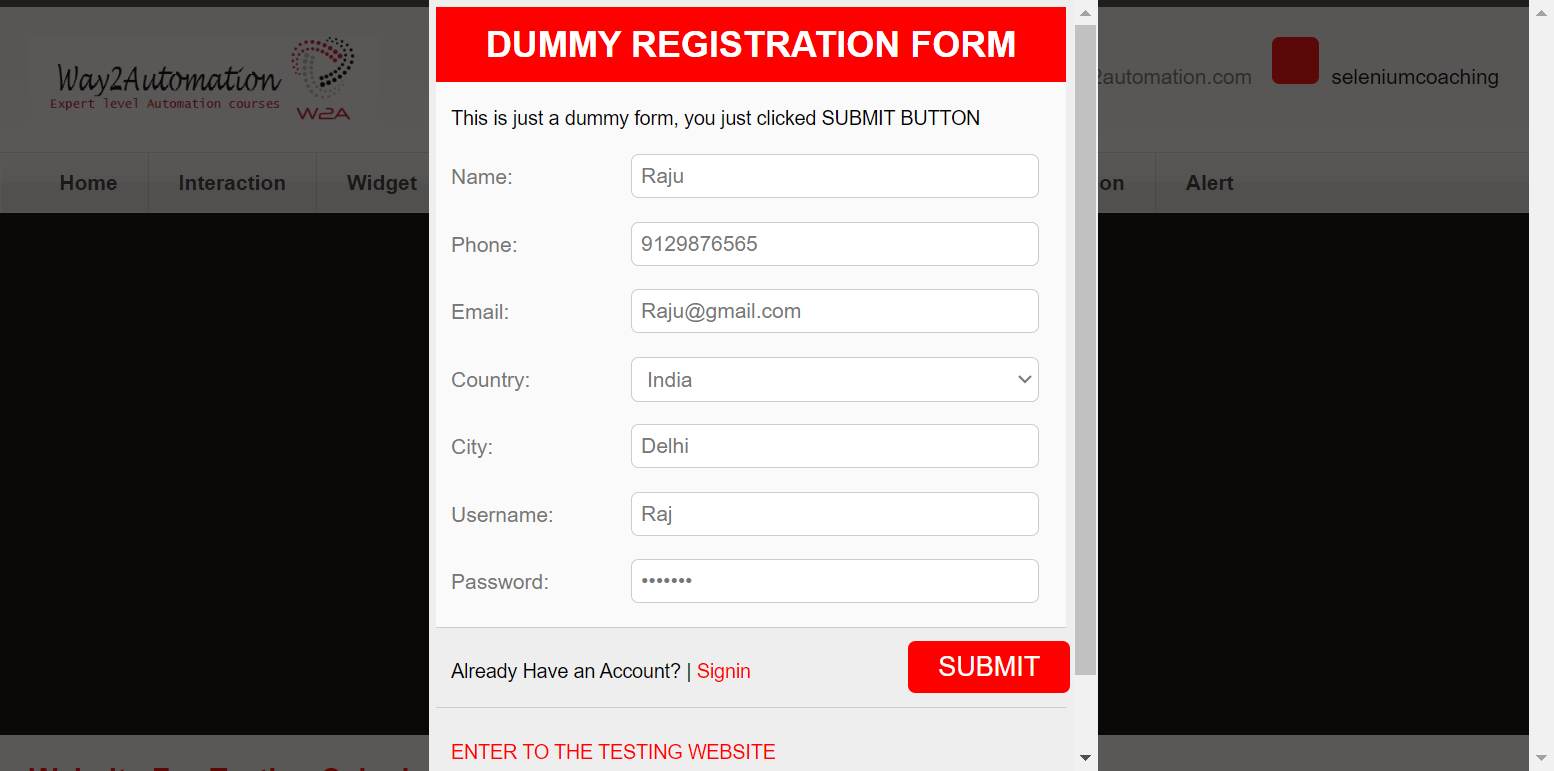 DUMMY REGISTRATION FORM
Way2Automation
Expert level Automation courses
W2A
2automation.com
seleniumcoaching
This is just a dummy form, you just clicked SUBMIT BUTTON
Home Interaction Widget on Alert
Name: Raju
Phone: 9129876565
Email: Raju@gmail.com
Country: India
City: Delhi
Username: Raj
Password: •••••••
Already Have an Account? | Signin SUBMIT
ENTER TO THE TESTING WEBSITE